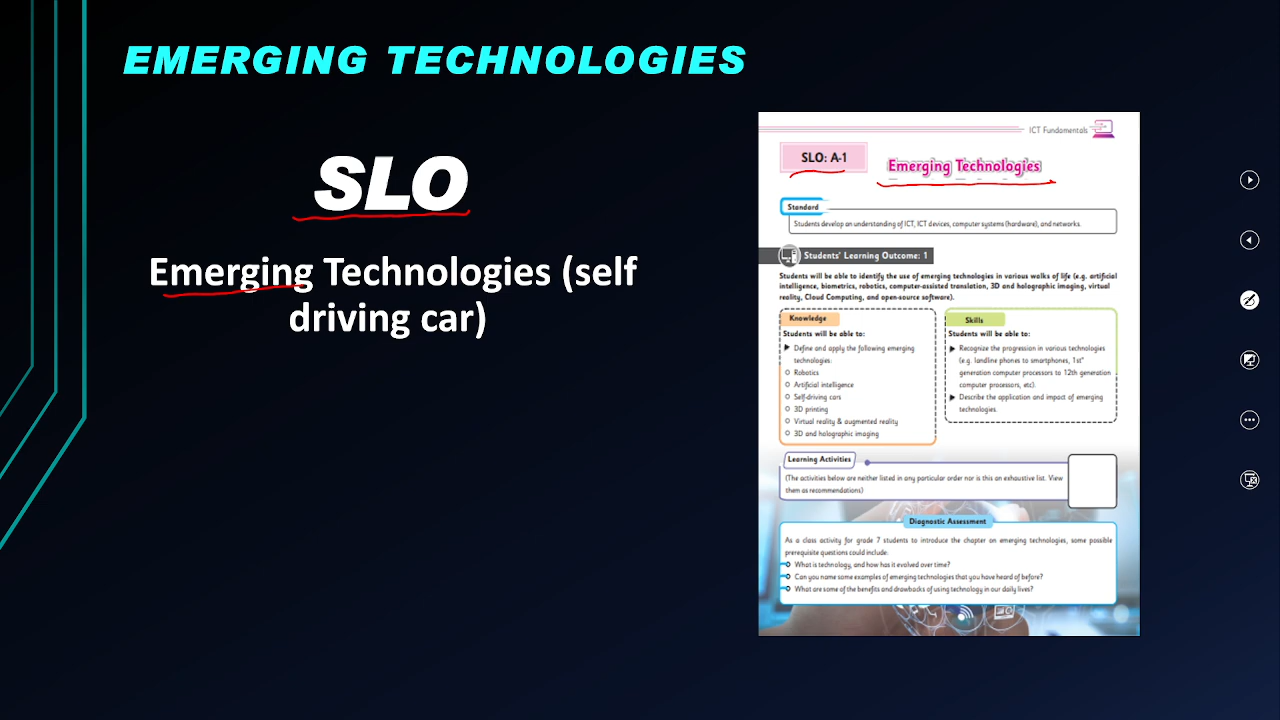 EMERGING TECHNOLOGIES
SLO
Emerging Technologies (self
driving car)
ICT Fundamentals
SLO: A-1
Emerging Technologies
Standard
Students develop an understanding of ICT, ICT devices, computer systems (hardware), and networks.
Students' Learning Outcome: 1
Students will be able to identify the use of emerging technologies in various walks of life (e.g. artificial
intelligence, biometrics, robotics, computer-assisted translation, 3D and holographic imaging, virtual
reality, Cloud Computing, and open-source software).
Knowledge
Students will be able to:
Define and apply the following emerging
technologies:
Robotics
Artificial intelligence
Self-driving cars
3D printing
Virtual reality & augmented reality
3D and holographic imaging
Skills
Students will be able to:
Recognize the progression in various technologies
(e.g. landline phones to smartphones, 1st"
generation computer processors to 12th generation
computer processors, etc).
Describe the application and impact of emerging
technologies.
Learning Activities
(The activities below are neither listed in any particular order nor is this an exhaustive list. View
them as recommendations)
Diagnostic Assessment
As a class activity for grade 7 students to introduce the chapter on emerging technologies, some possible
prerequisite questions could include:
What is technology, and how has it evolved over time?
Can you name some examples of emerging technologies that you have heard of before?
What are some of the benefits and drawbacks of using technology in our daily lives?